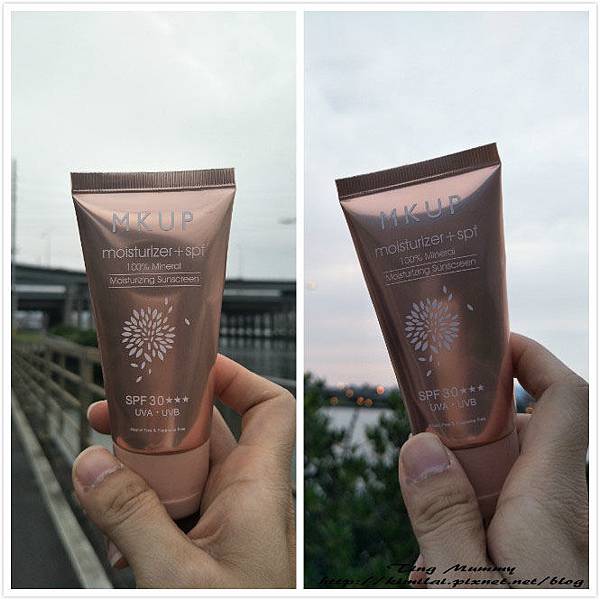 MKUP
moisturizer+spf
100% Mineral
Moisturizing Sunscreen
SPF 30★★★
UVA · UVB
MKUP
moisturizer+spf
100% Mineral
Moisturizing Sunscreen
SPF 30★★★
UVA · UVB
Ting Mummy
http://kimilai.pixnet.net/blog